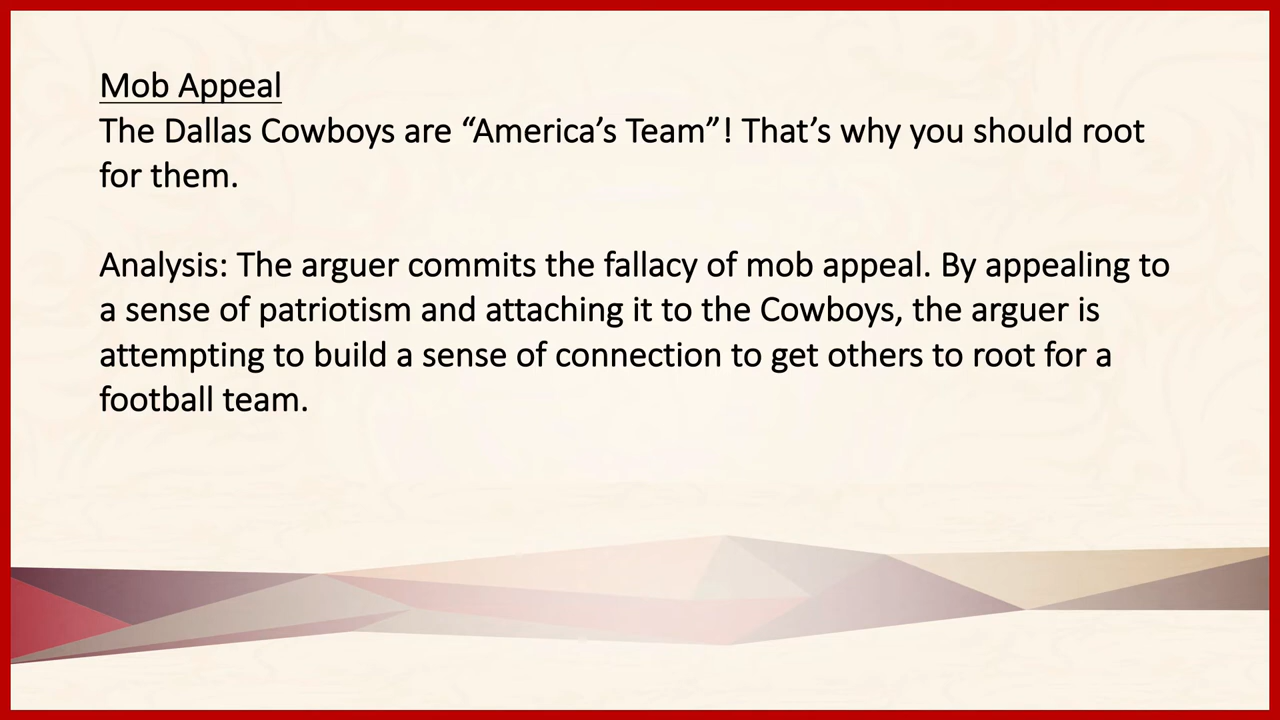 Mob Appeal
The Dallas Cowboys are “America’s Team”! That’s why you should root
for them.
Analysis: The arguer commits the fallacy of mob appeal. By appealing to
a sense of patriotism and attaching it to the Cowboys, the arguer is
attempting to build a sense of connection to get others to root for a
football team.